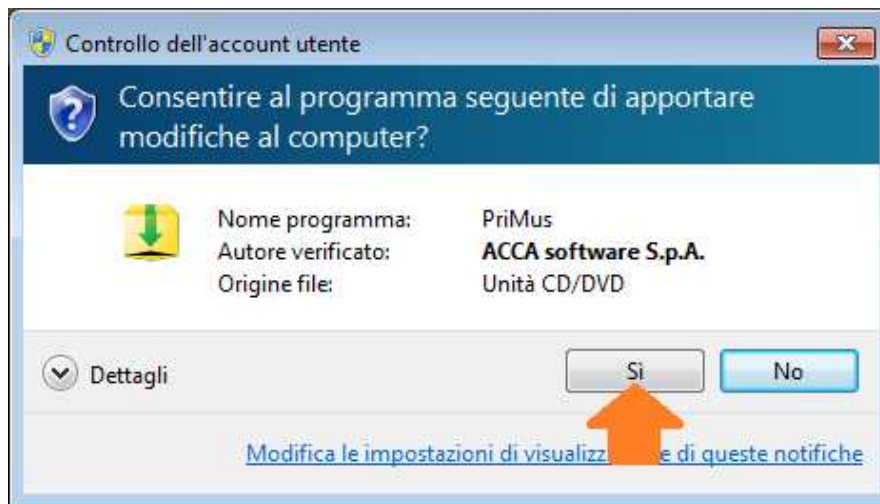 Controllo dell'account utente
Consentire al programma seguente di apportare
modifiche al computer?
Nome programma: PriMus
Autore verificato: ACCA software S.p.A.
Origine file: Unità CD/DVD
Dettagli
Sì
No
Modifica le impostazioni di e di queste notifiche